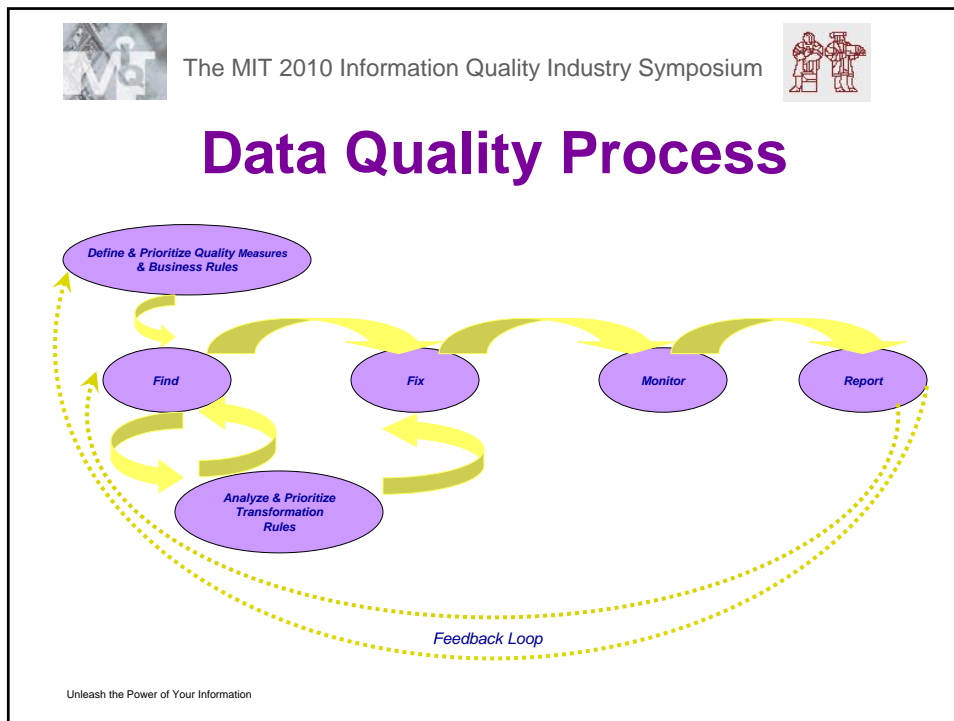 The MIT 2010 Information Quality Industry Symposium
Data Quality Process
Define & Prioritize Quality Measures
& Business Rules
Find
Fix
Monitor
Report
Analyze & Prioritize
Transformation
Rules
Feedback Loop
Unleash the Power of Your Information